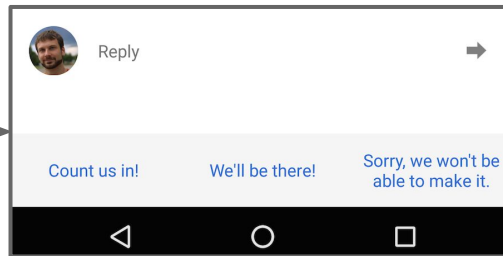 Reply
Count us in!
We'll be there!
Sorry, we won't be
able to make it.